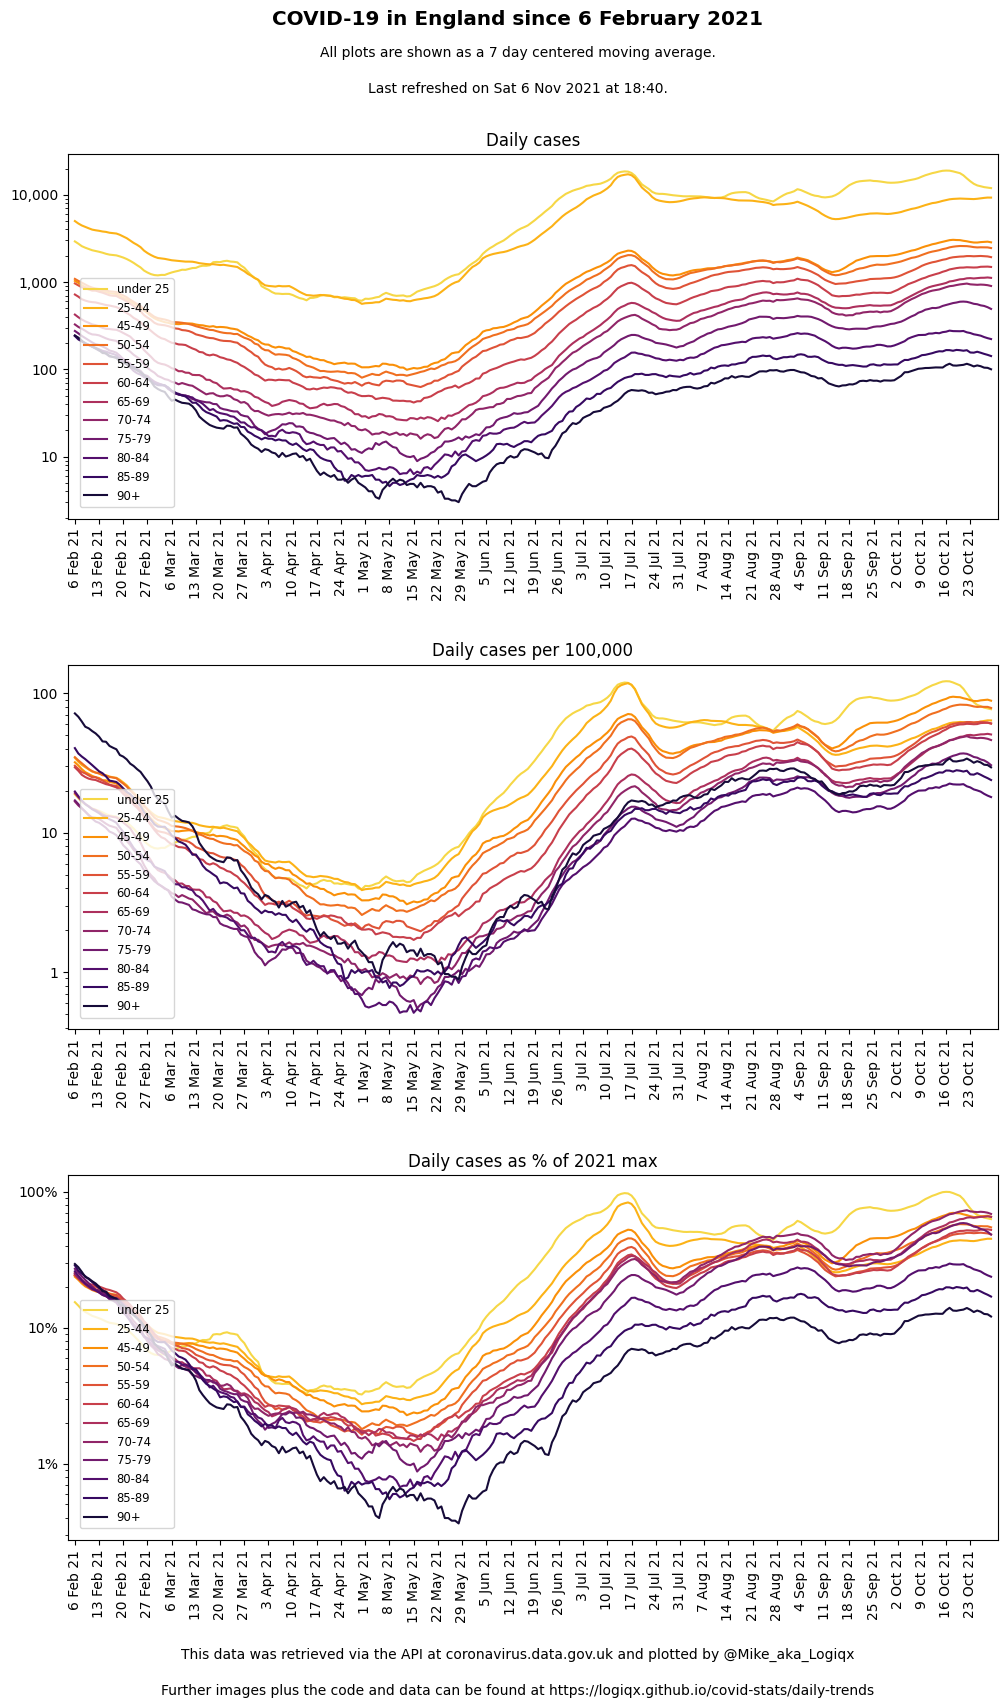 COVID-19 in England since 6 February 2021
All plots are shown as a 7 day centered moving average.
Last refreshed on Sat 6 Nov 2021 at 18:40.
Daily cases
10,000
1,000
100
10
under 25
25-44
45-49
50-54
55-59
60-64
65-69
70-74
75-79
80-84
85-89
90+
6 Feb 21
13 Feb 21
20 Feb 21
27 Feb 21
6 Mar 21
13 Mar 21
20 Mar 21
27 Mar 21
3 Apr 21
10 Apr 21
17 Apr 21
24 Apr 21
1 May 21
8 May 21
15 May 21
22 May 21
29 May 21
5 Jun 21
12 Jun 21
19 Jun 21
26 Jun 21
3 Jul 21
10 Jul 21
17 Jul 21
24 Jul 21
31 Jul 21
7 Aug 21
14 Aug 21
21 Aug 21
28 Aug 21
4 Sep 21
11 Sep 21
18 Sep 21
25 Sep 21
2 Oct 21
9 Oct 21
16 Oct 21
23 Oct 21
Daily cases per 100,000
100
10
1
under 25
25-44
45-49
50-54
55-59
60-64
65-69
70-74
75-79
80-84
85-89
90+
6 Feb 21
13 Feb 21
20 Feb 21
27 Feb 21
6 Mar 21
13 Mar 21
20 Mar 21
27 Mar 21
3 Apr 21
10 Apr 21
17 Apr 21
24 Apr 21
1 May 21
8 May 21
15 May 21
22 May 21
29 May 21
5 Jun 21
12 Jun 21
19 Jun 21
26 Jun 21
3 Jul 21
10 Jul 21
17 Jul 21
24 Jul 21
31 Jul 21
7 Aug 21
14 Aug 21
21 Aug 21
28 Aug 21
4 Sep 21
11 Sep 21
18 Sep 21
25 Sep 21
2 Oct 21
9 Oct 21
16 Oct 21
23 Oct 21
Daily cases as % of 2021 max
100%
10%
1%
under 25
25-44
45-49
50-54
55-59
60-64
65-69
70-74
75-79
80-84
85-89
90+
6 Feb 21
13 Feb 21
20 Feb 21
27 Feb 21
6 Mar 21
13 Mar 21
20 Mar 21
27 Mar 21
3 Apr 21
10 Apr 21
17 Apr 21
24 Apr 21
1 May 21
8 May 21
15 May 21
22 May 21
29 May 21
5 Jun 21
12 Jun 21
19 Jun 21
26 Jun 21
3 Jul 21
10 Jul 21
17 Jul 21
24 Jul 21
31 Jul 21
7 Aug 21
14 Aug 21
21 Aug 21
28 Aug 21
4 Sep 21
11 Sep 21
18 Sep 21
25 Sep 21
2 Oct 21
9 Oct 21
16 Oct 21
23 Oct 21
This data was retrieved via the API at coronavirus.data.gov.uk and plotted by @Mike_aka_Logiqx
Further images plus the code and data can be found at https://logiqx.github.io/covid-stats/daily-trends